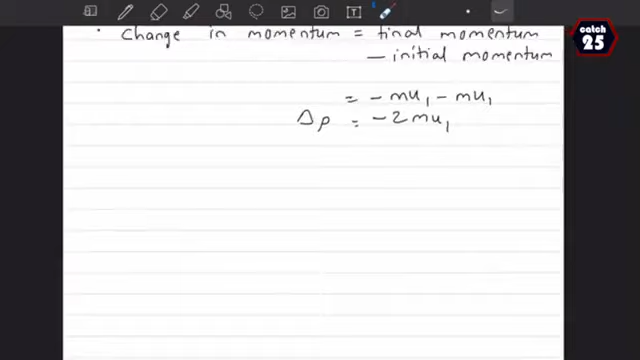 • Change in momentum = final momentum
– initial momentum
= – mu₁ – mu₁
Δp = – 2mu₁
catch
25